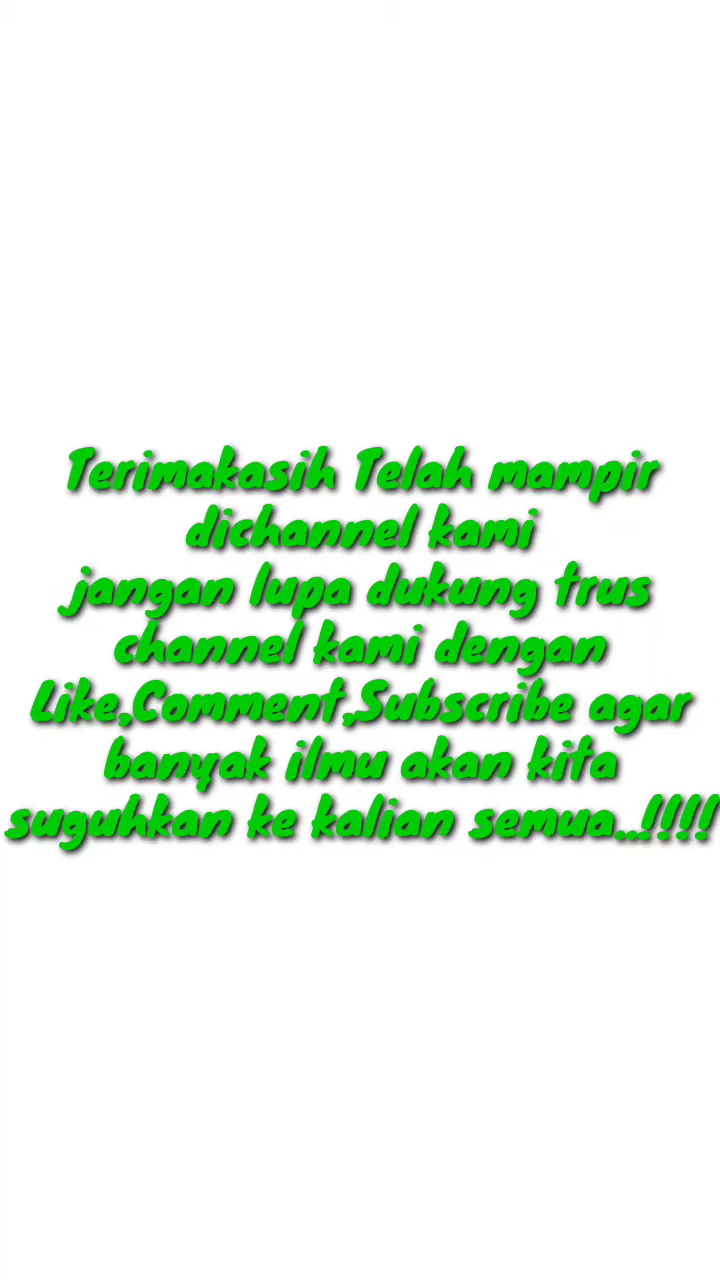 Terimakasih Telah mampir
dichannel kami
jangan lupa dukung trus
channel kami dengan
Like,Comment,Subscribe agar
banyak ilmu akan kita
suguhkan ke kalian semua..!!!!